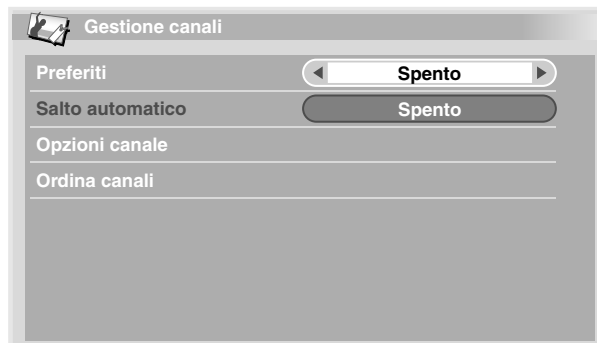 Gestione canali
Preferiti Spento
Salto automatico Spento
Opzioni canale
Ordina canali